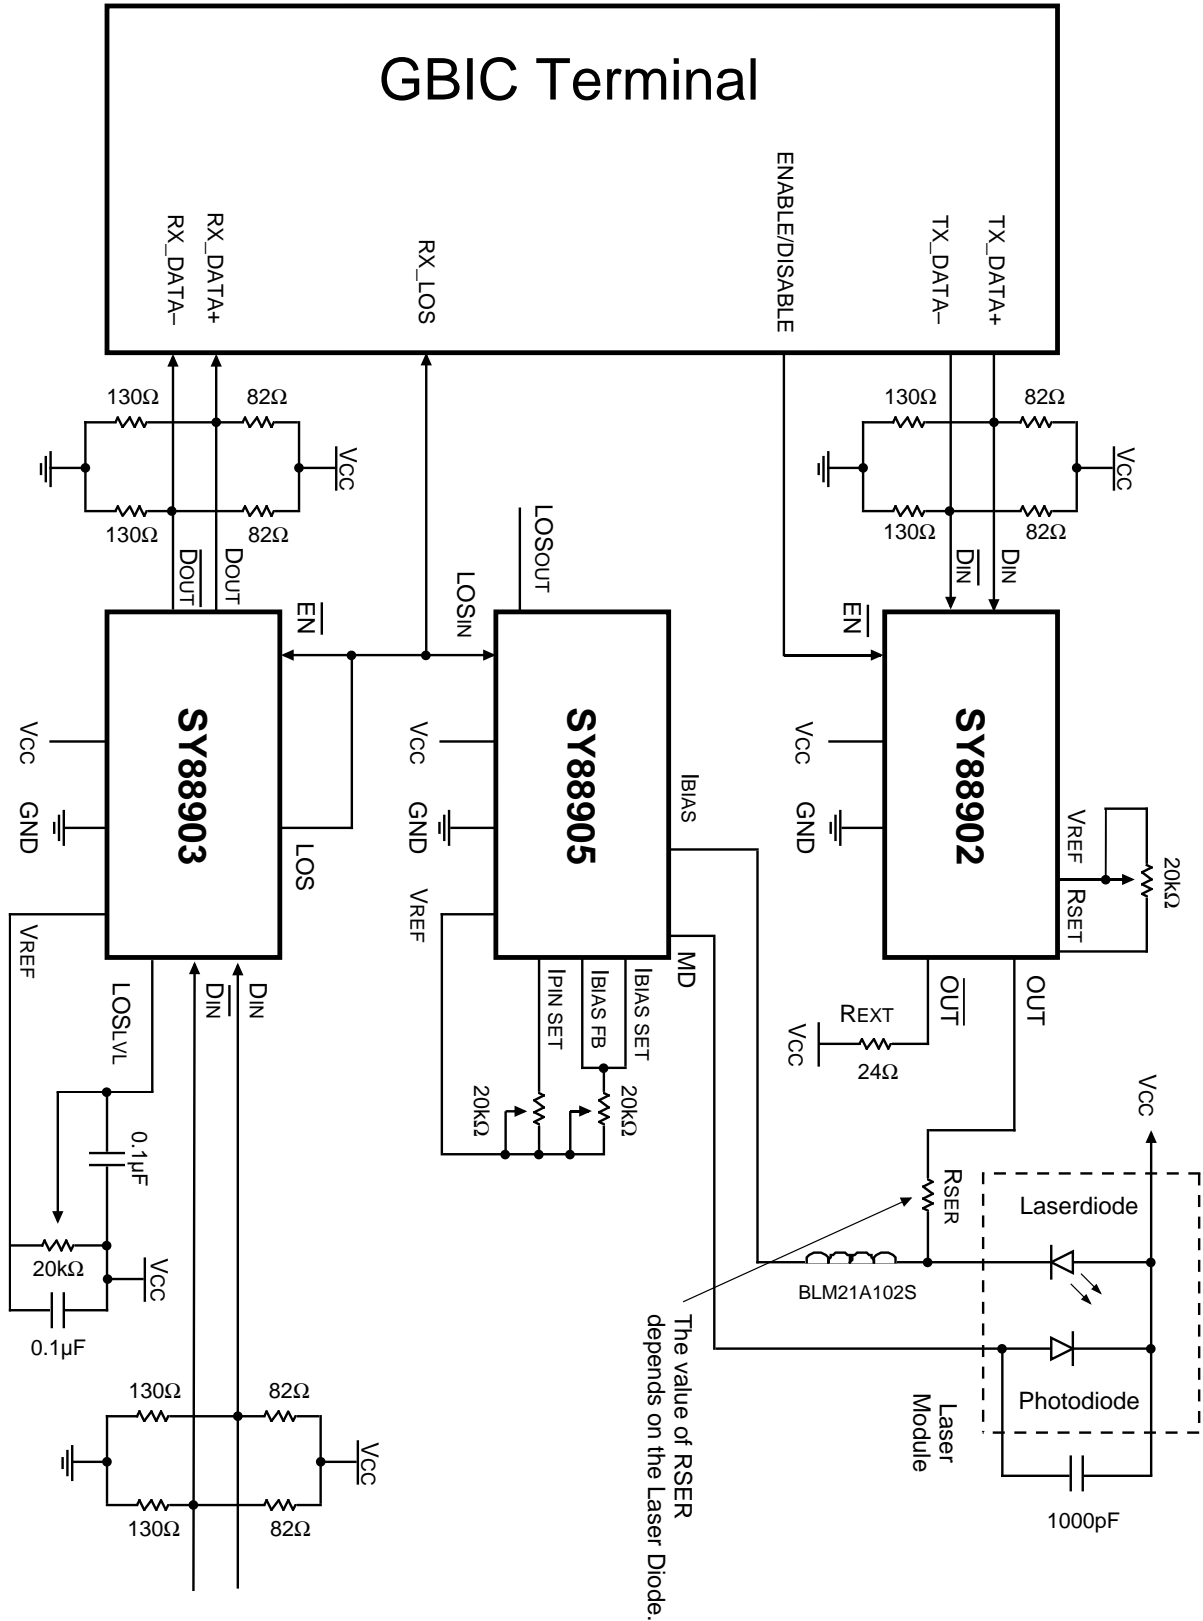 GBIC Terminal
RX_DATA–
RX_DATA+
RX_LOS
ENABLE/DISABLE
TX_DATA–
TX_DATA+
130Ω
82Ω
VCC
130Ω
82Ω
130Ω
82Ω
VCC
130Ω
82Ω
DOUT
DOUT
EN
LOSIN
LOSOUT
EN
DIN
DIN
SY88903
VCC
GND
LOS
VREF
LOSLVL
DIN
DIN
SY88905
VCC
GND
VREF
IBIAS
MD
IPIN SET
IBIAS FB
IBIAS SET
20kΩ
20kΩ
SY88902
VCC
GND
VREF
RSET
20kΩ
OUT
OUT
REXT
24Ω
VCC
VCC
0.1µF
20kΩ
VCC
0.1µF
RSER
BLM21A102S
Laserdiode
Photodiode
Laser
Module
1000pF
The value of RSER
depends on the Laser Diode.
130Ω
82Ω
VCC
130Ω
82Ω